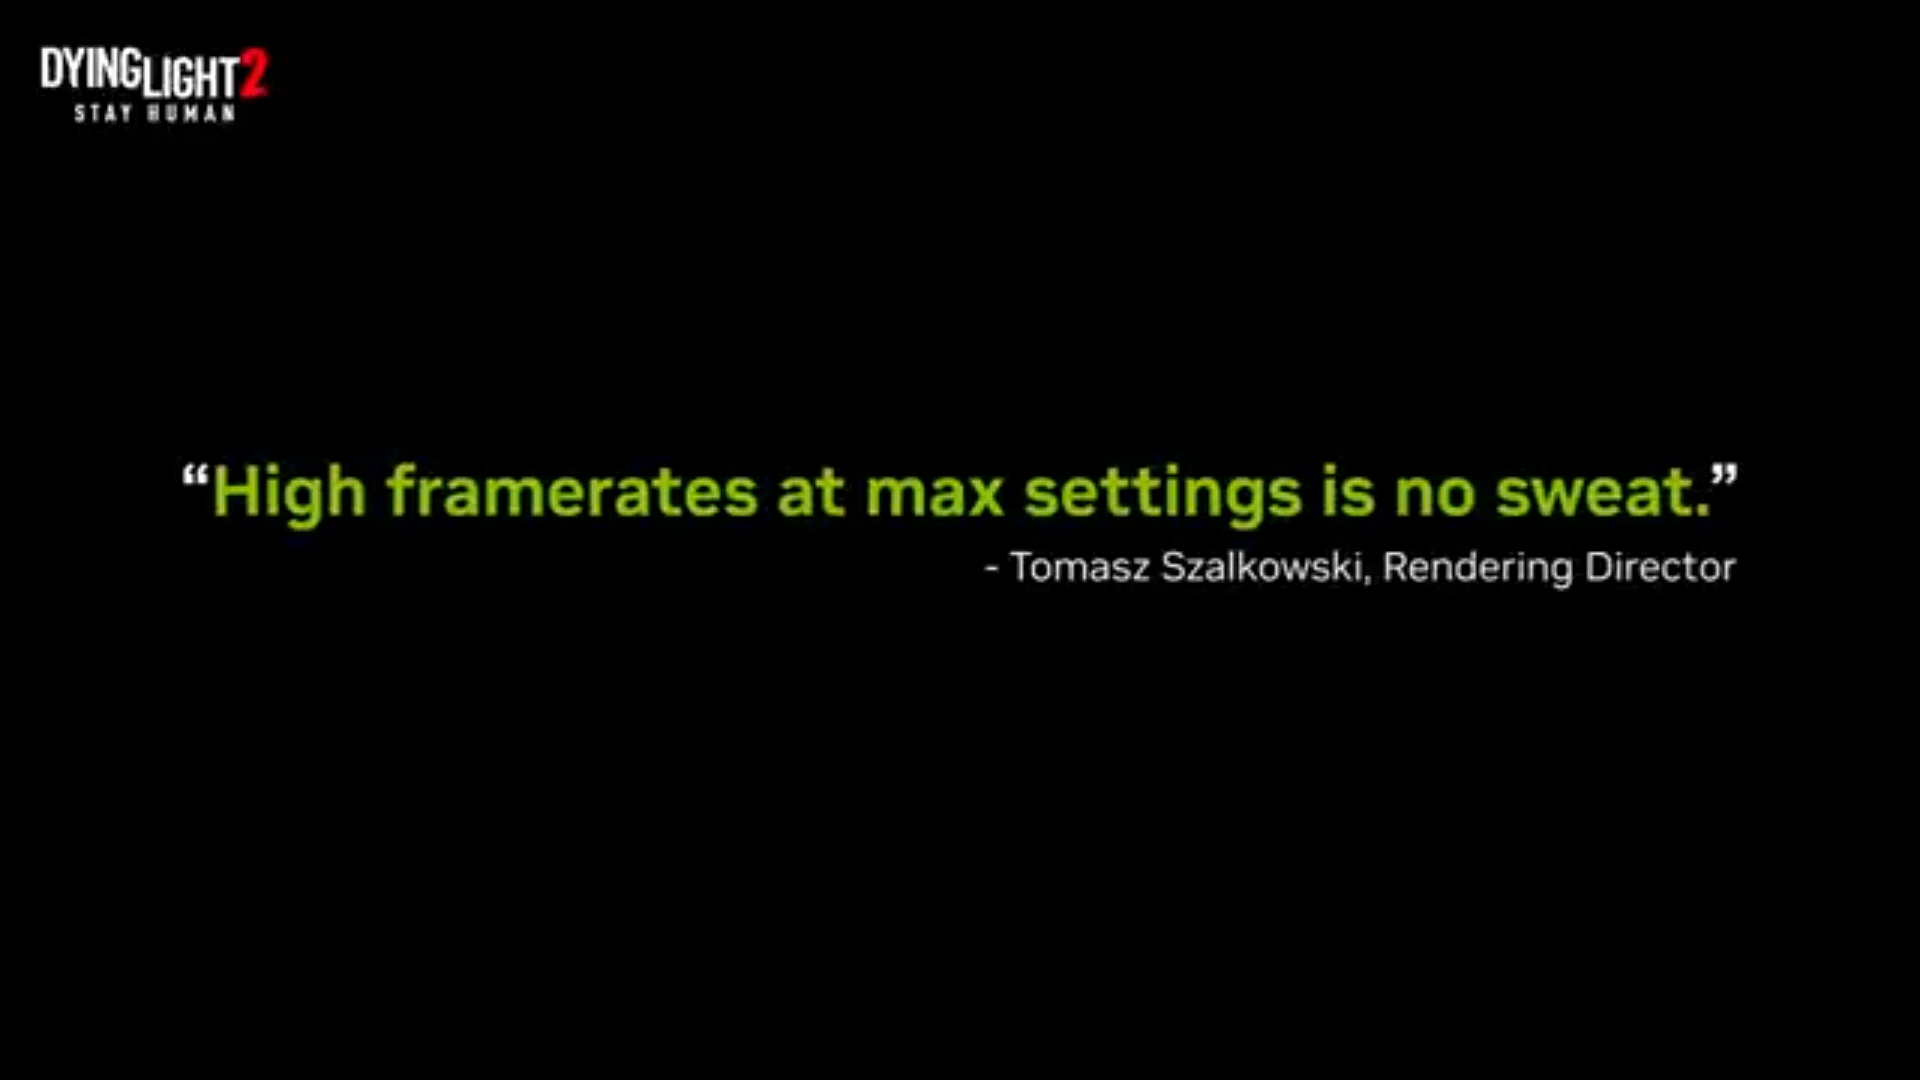 DYING LIGHT 2
STAY HUMAN
“High framerates at max settings is no sweat.”
- Tomasz Szalkowski, Rendering Director